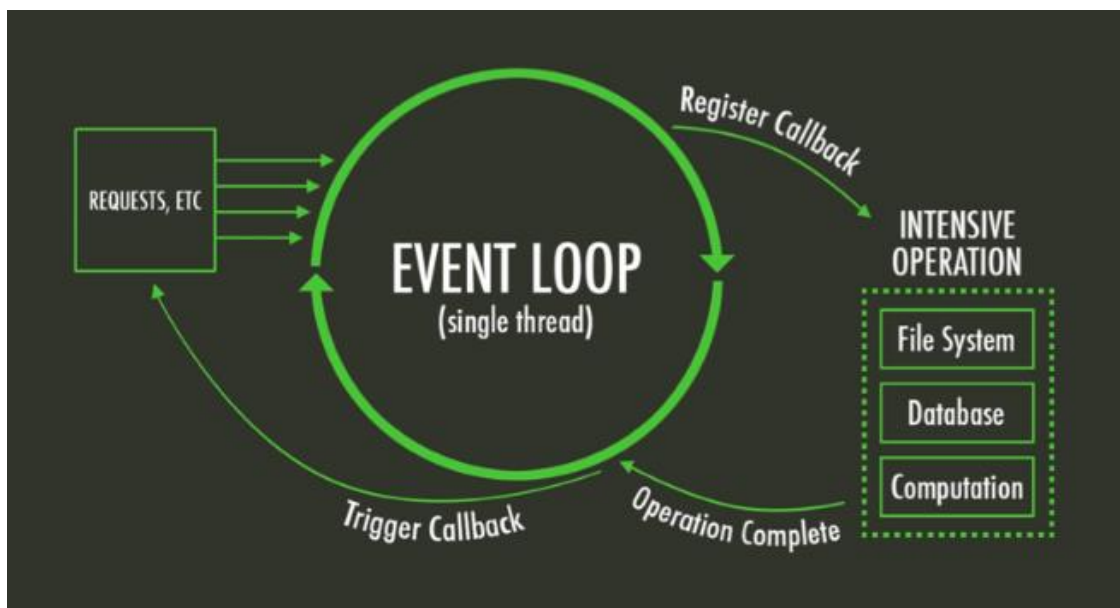 REQUESTS, ETC
EVENT LOOP
(single thread)
Register Callback
INTENSIVE
OPERATION
File System
Database
Computation
Operation Complete
Trigger Callback